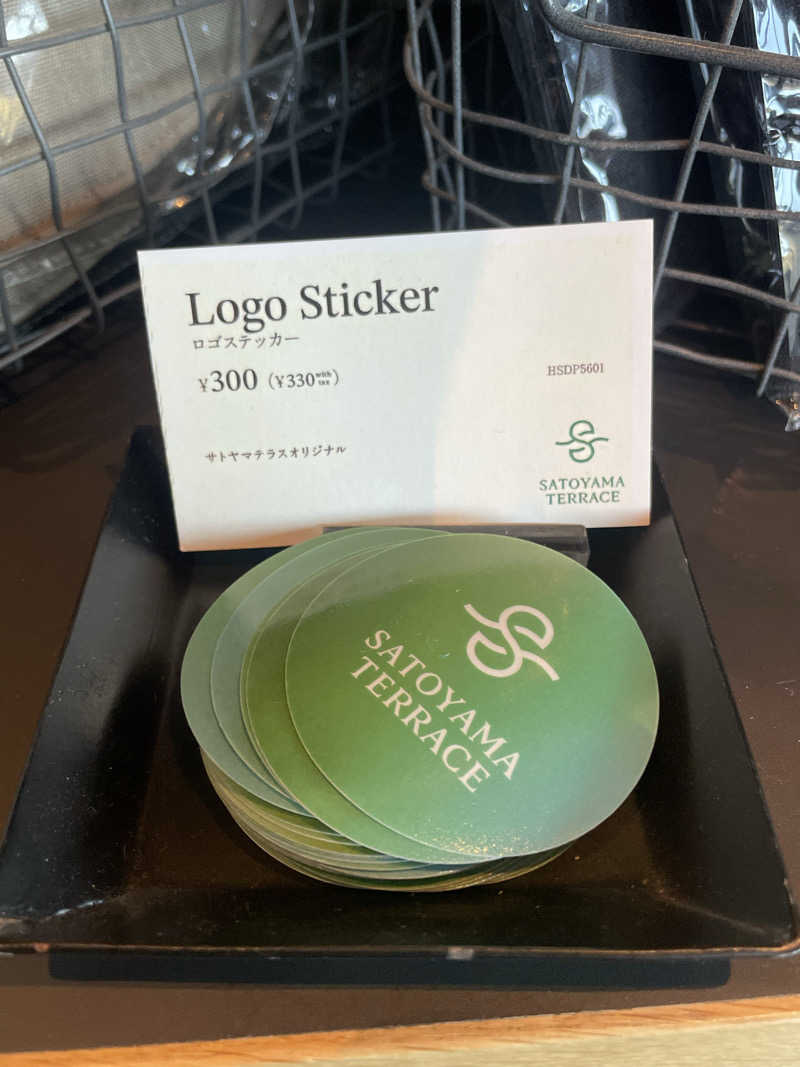 Logo Sticker
ロゴステッカー
¥300 (¥330 with tax)
HSDP5601
サトヤマテラスオリジナル
SATOYAMA
TERRACE
SATOYAMA
TERRACE